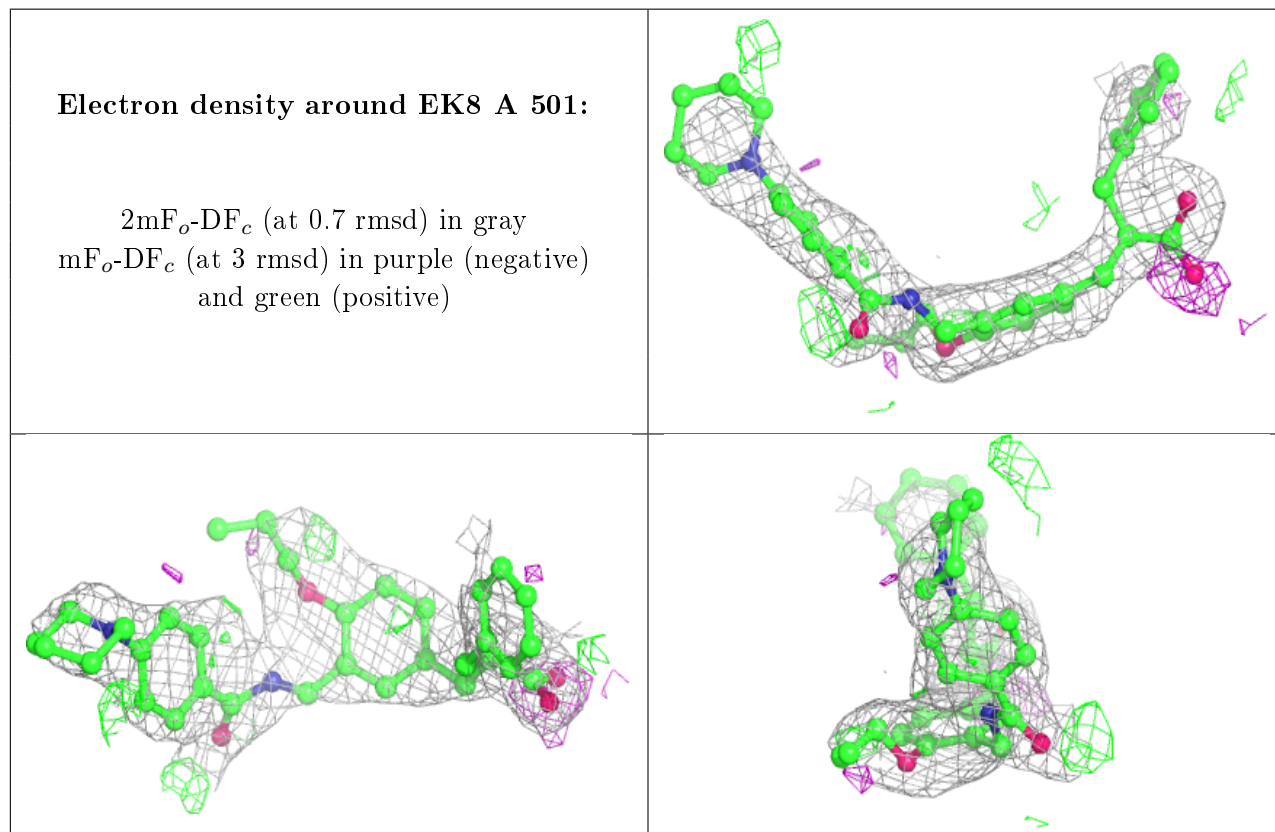 Electron density around EK8 A 501:
2mFo-DFc (at 0.7 rmsd) in gray
mFo-DFc (at 3 rmsd) in purple (negative)
and green (positive)